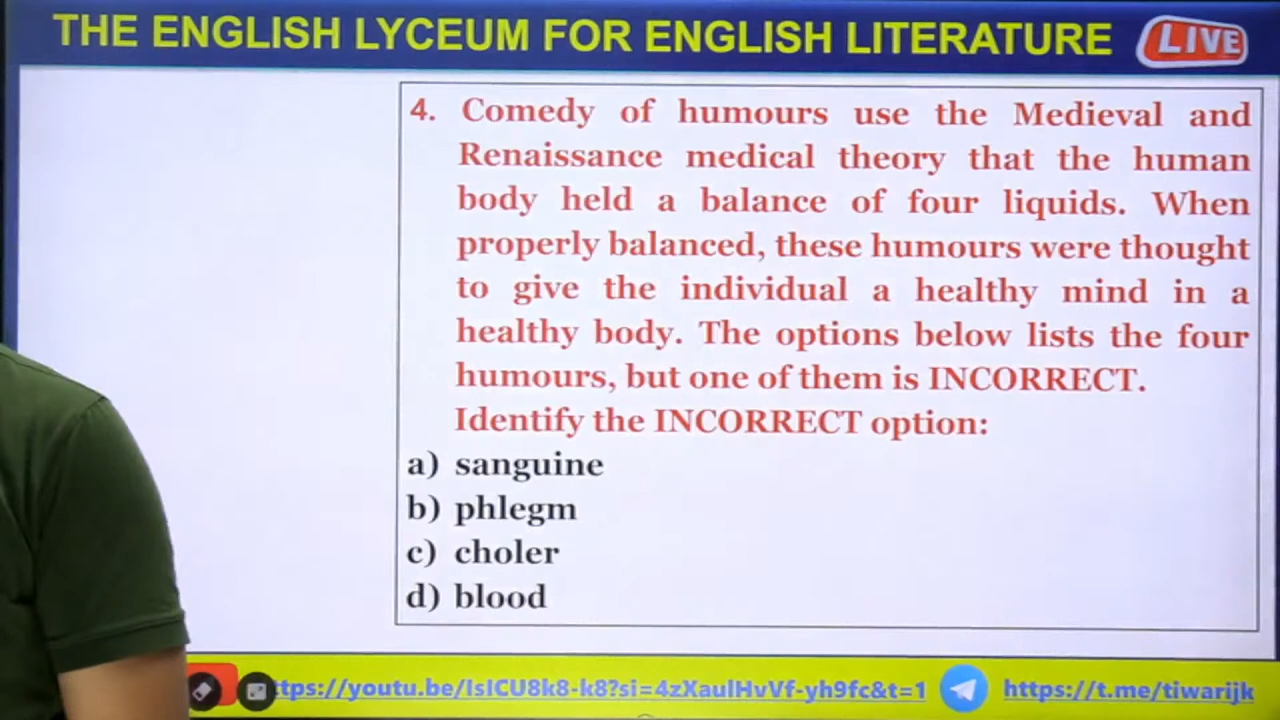 THE ENGLISH LYCEUM FOR ENGLISH LITERATURE
LIVE
4. Comedy of humours use the Medieval and
Renaissance medical theory that the human
body held a balance of four liquids. When
properly balanced, these humours were thought
to give the individual a healthy mind in a
healthy body. The options below lists the four
humours, but one of them is INCORRECT.
Identify the INCORRECT option:
a) sanguine
b) phlegm
c) choler
d) blood
ttps://youtu.be/IsICU8k8-k8?si=4zXaulHvVf-yh9fc&t=1
https://t.me/tiwarijk